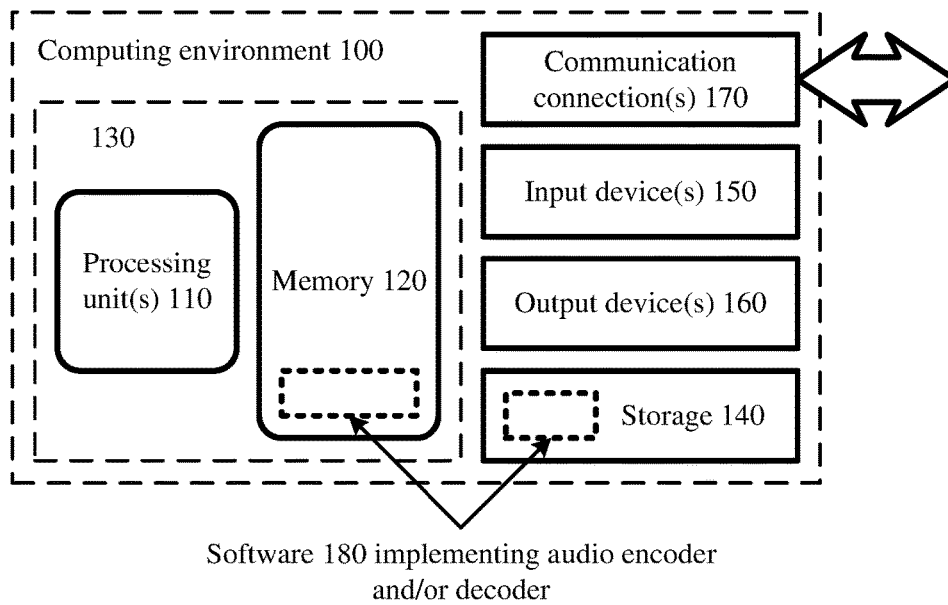 Computing environment 100
Communication
connection(s) 170
130
Input device(s) 150
Processing
unit(s) 110
Memory 120
Output device(s) 160
Storage 140
Software 180 implementing audio encoder
and/or decoder